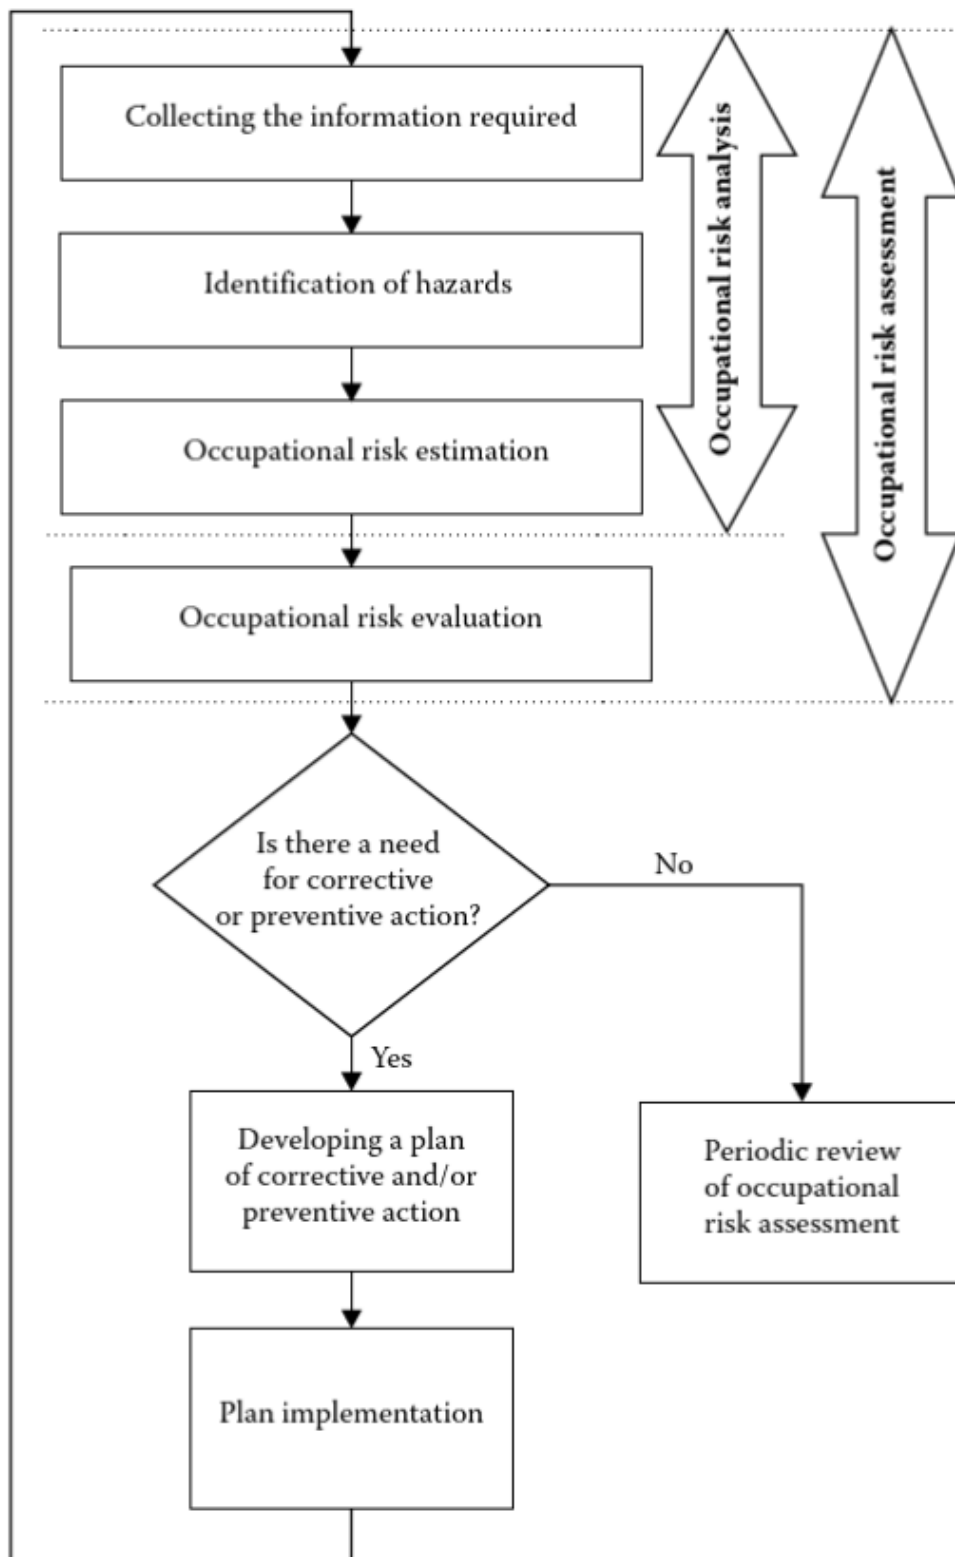 Collecting the information required
Occupational risk analysis
Occupational risk assessment
Identification of hazards
Occupational risk estimation
Occupational risk evaluation
Is there a need
for corrective
or preventive action?
No
Yes
Developing a plan
of corrective and/or
preventive action
Periodic review
of occupational
risk assessment
Plan implementation